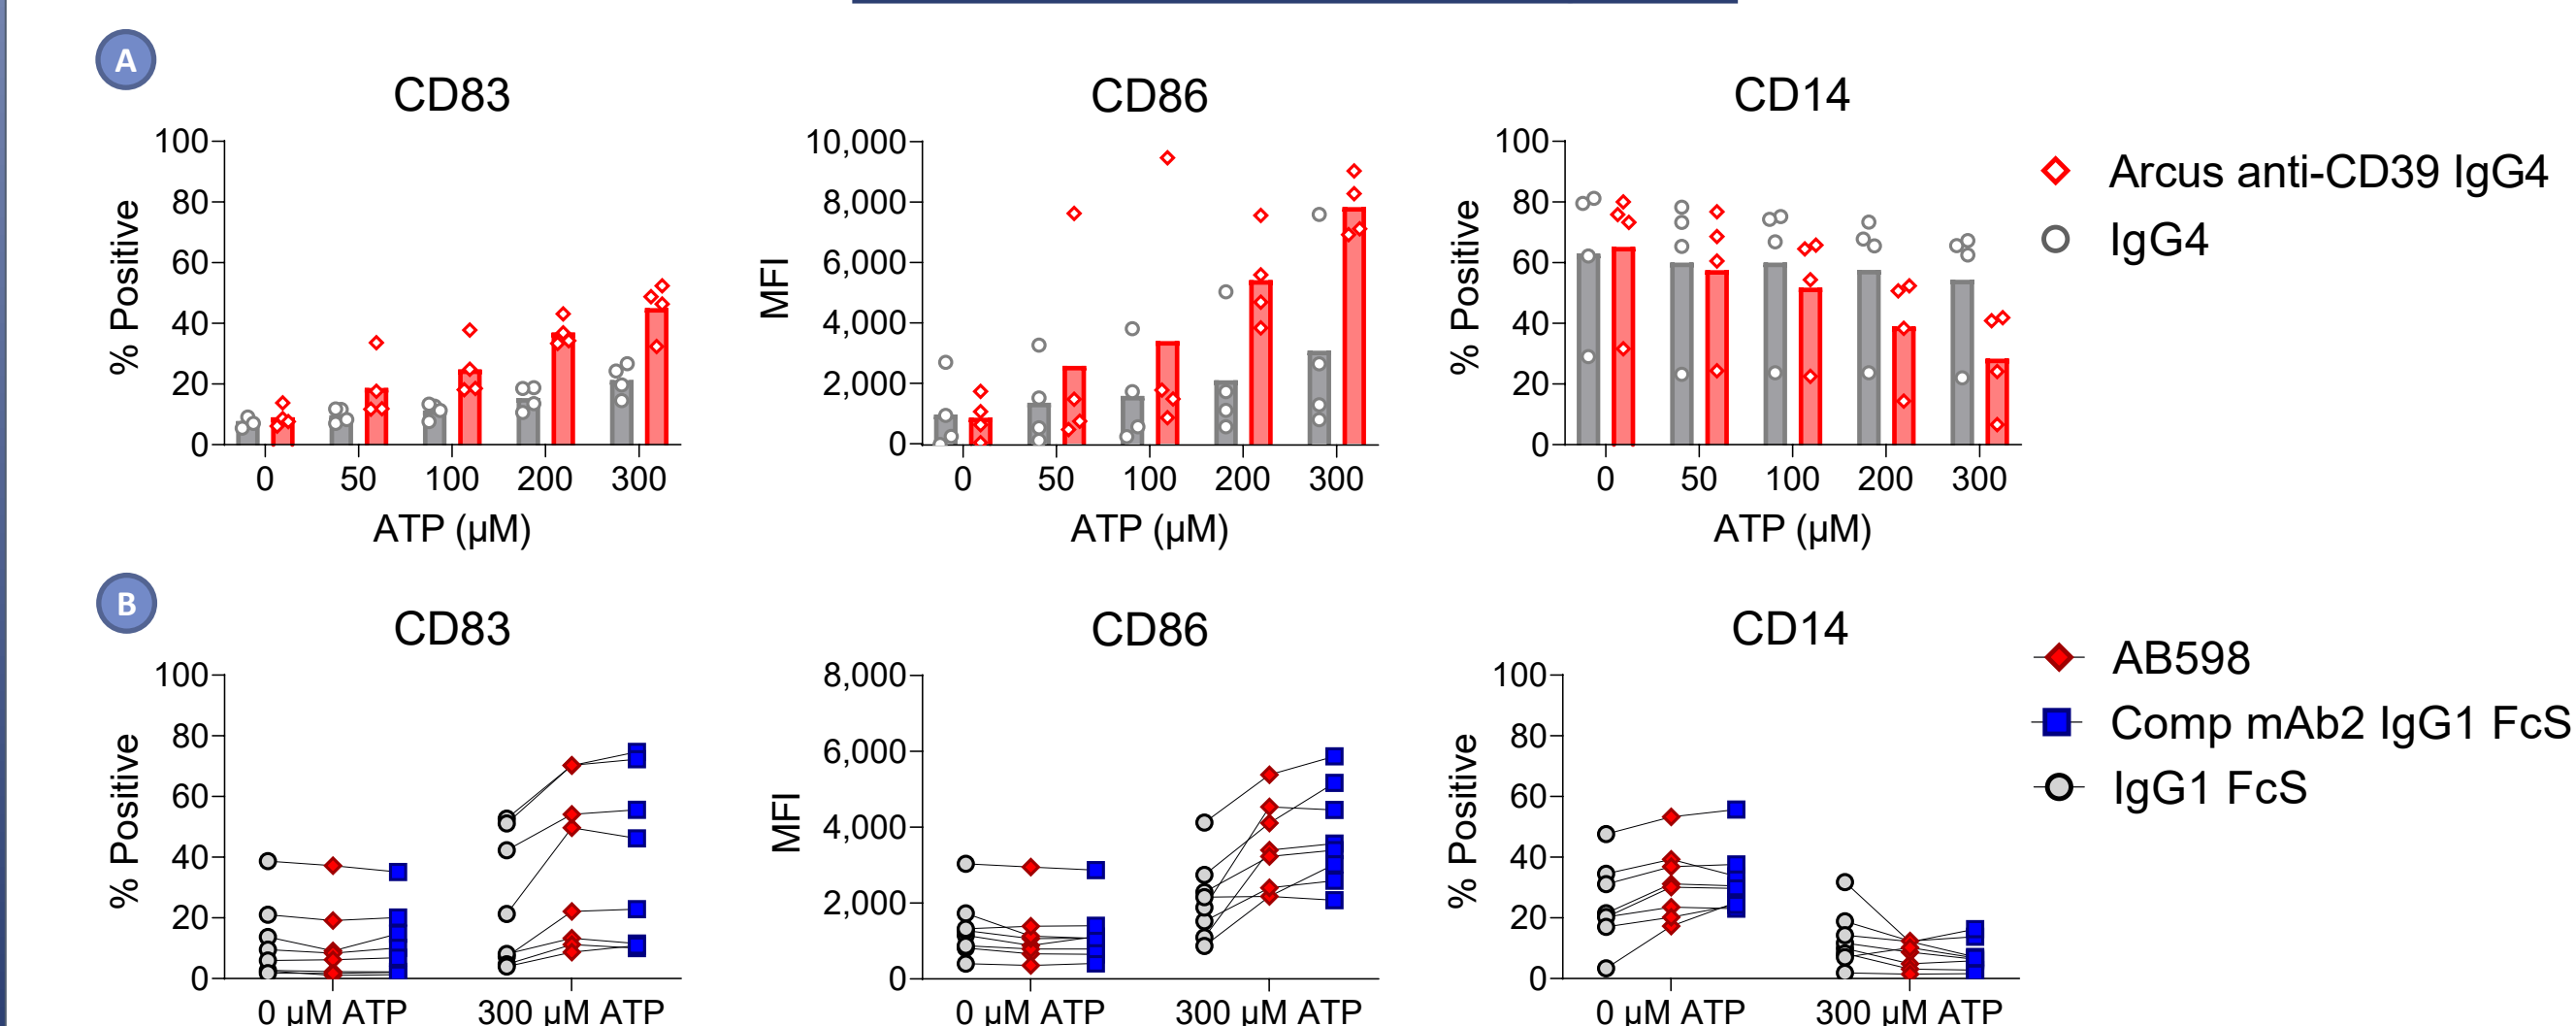 A
CD83
CD86
CD14
100
80
60
40
20
0
% Positive
0 50 100 200 300
ATP (µM)
10,000
8,000
6,000
4,000
2,000
0
MFI
0 50 100 200 300
ATP (µM)
100
80
60
40
20
0
% Positive
0 50 100 200 300
ATP (µM)
Arcus anti-CD39 IgG4
IgG4
B
CD83
CD86
CD14
100
80
60
40
20
0
% Positive
0 µM ATP 300 µM ATP
8,000
6,000
4,000
2,000
0
MFI
0 µM ATP 300 µM ATP
100
80
60
40
20
0
% Positive
0 µM ATP 300 µM ATP
AB598
Comp mAb2 IgG1 FcS
IgG1 FcS